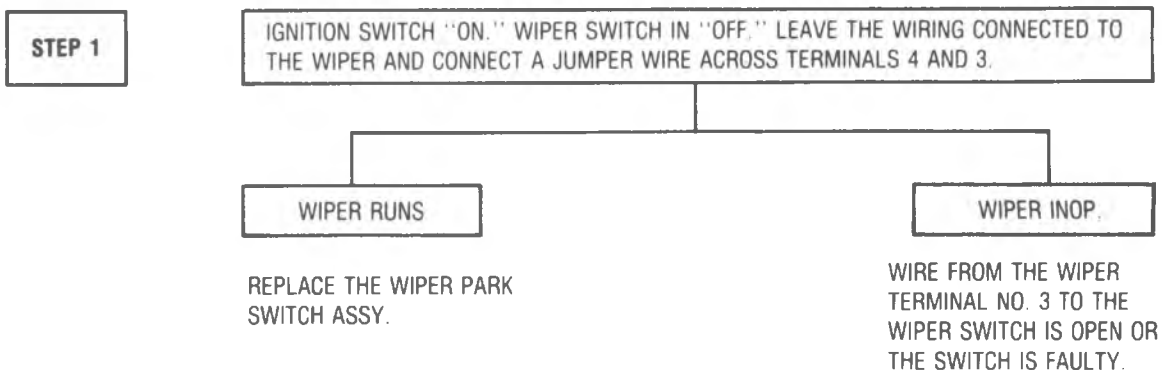 STEP 1
IGNITION SWITCH ''ON.'' WIPER SWITCH IN ''OFF.'' LEAVE THE WIRING CONNECTED TO
THE WIPER AND CONNECT A JUMPER WIRE ACROSS TERMINALS 4 AND 3.
WIPER RUNS
REPLACE THE WIPER PARK
SWITCH ASSY.
WIPER INOP.
WIRE FROM THE WIPER
TERMINAL NO. 3 TO THE
WIPER SWITCH IS OPEN OR
THE SWITCH IS FAULTY.